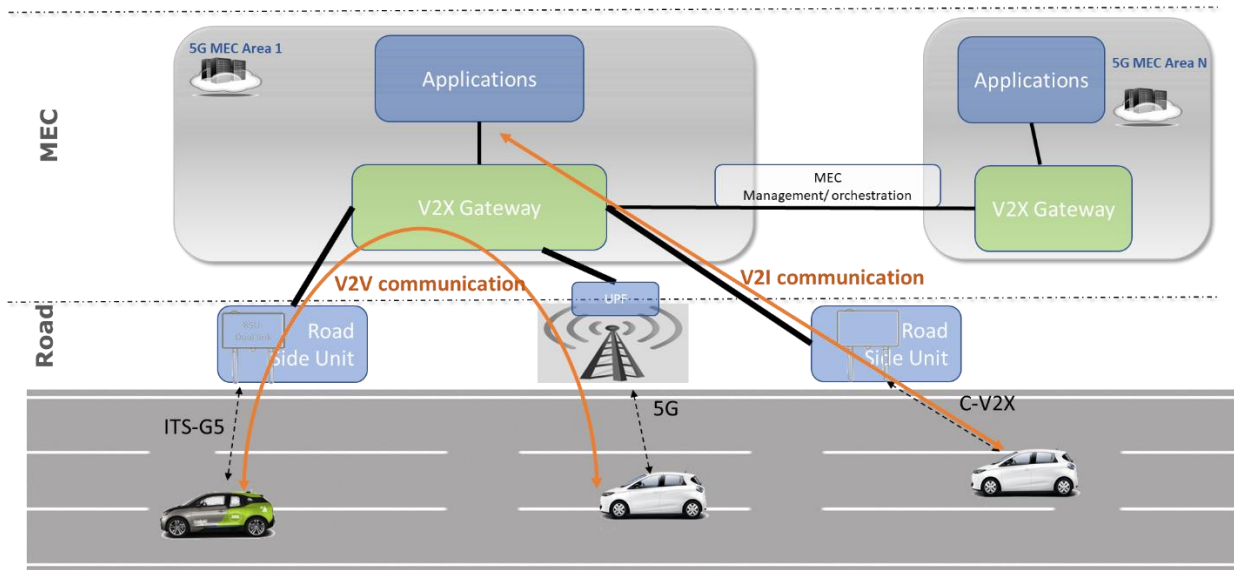 5G MEC Area 1
Applications
Applications
5G MEC Area N
MEC
V2X Gateway
MEC
Management/ orchestration
V2X Gateway
V2V communication
V2I communication
UPF
Road
Road
Side Unit
Road
Side Unit
ITS-G5
5G
C-V2X